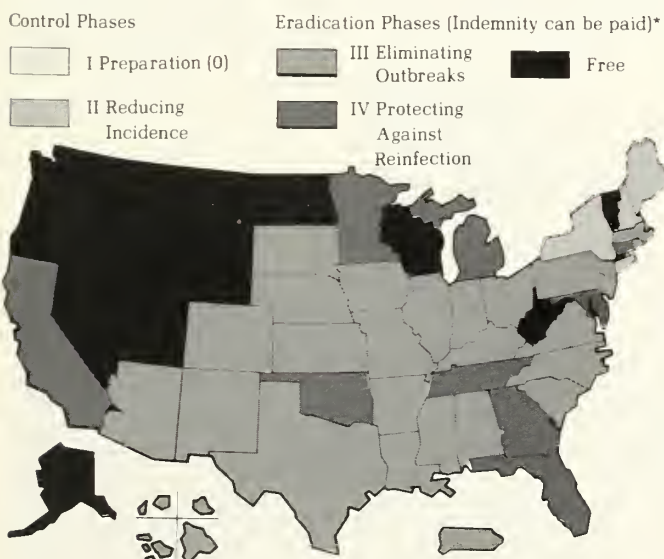 Control Phases
Eradication Phases (Indemnity can be paid)*
I Preparation (0)
II Reducing
Incidence
III Eliminating
Outbreaks
IV Protecting
Against
Reinfection
Free